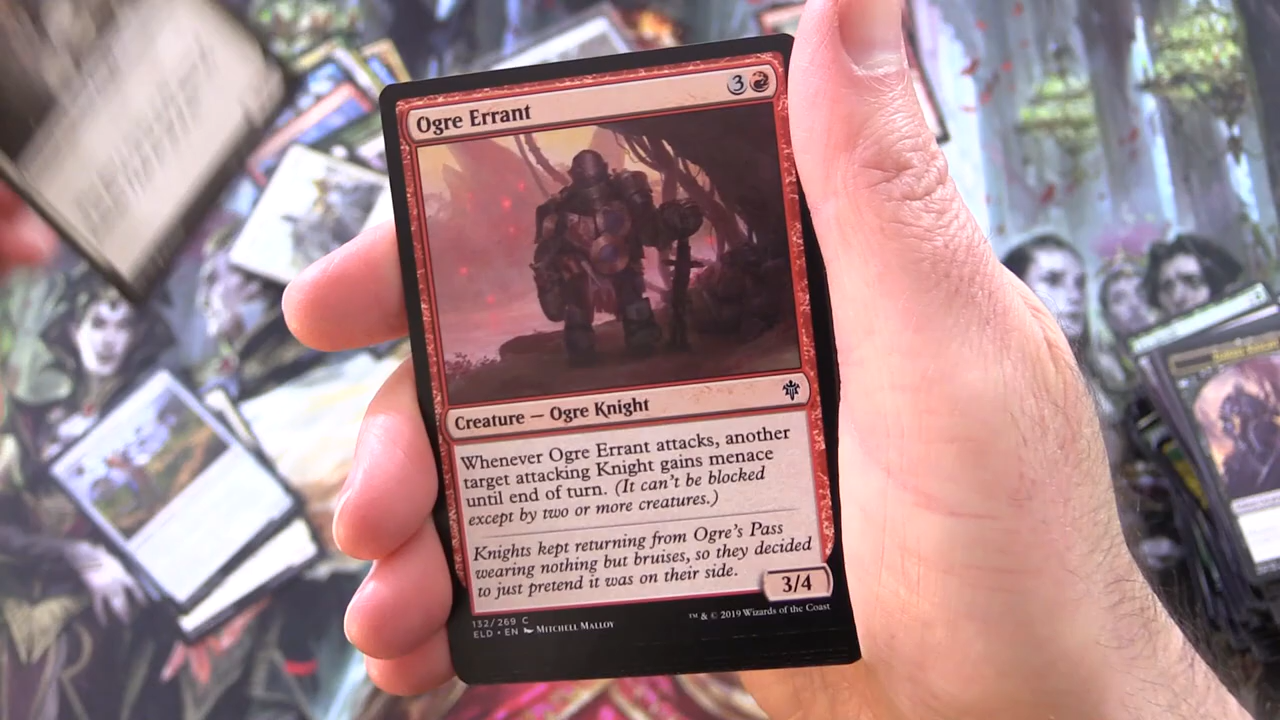 Ogre Errant
3
Creature — Ogre Knight
Whenever Ogre Errant attacks, another
target attacking Knight gains menace
until end of turn. (It can't be blocked
except by two or more creatures.)
Knights kept returning from Ogre's Pass
wearing nothing but bruises, so they decided
to just pretend it was on their side.
3/4
132/269 C
ELD • EN MITCHELL MALLOY
™ & © 2019 Wizards of the Coast